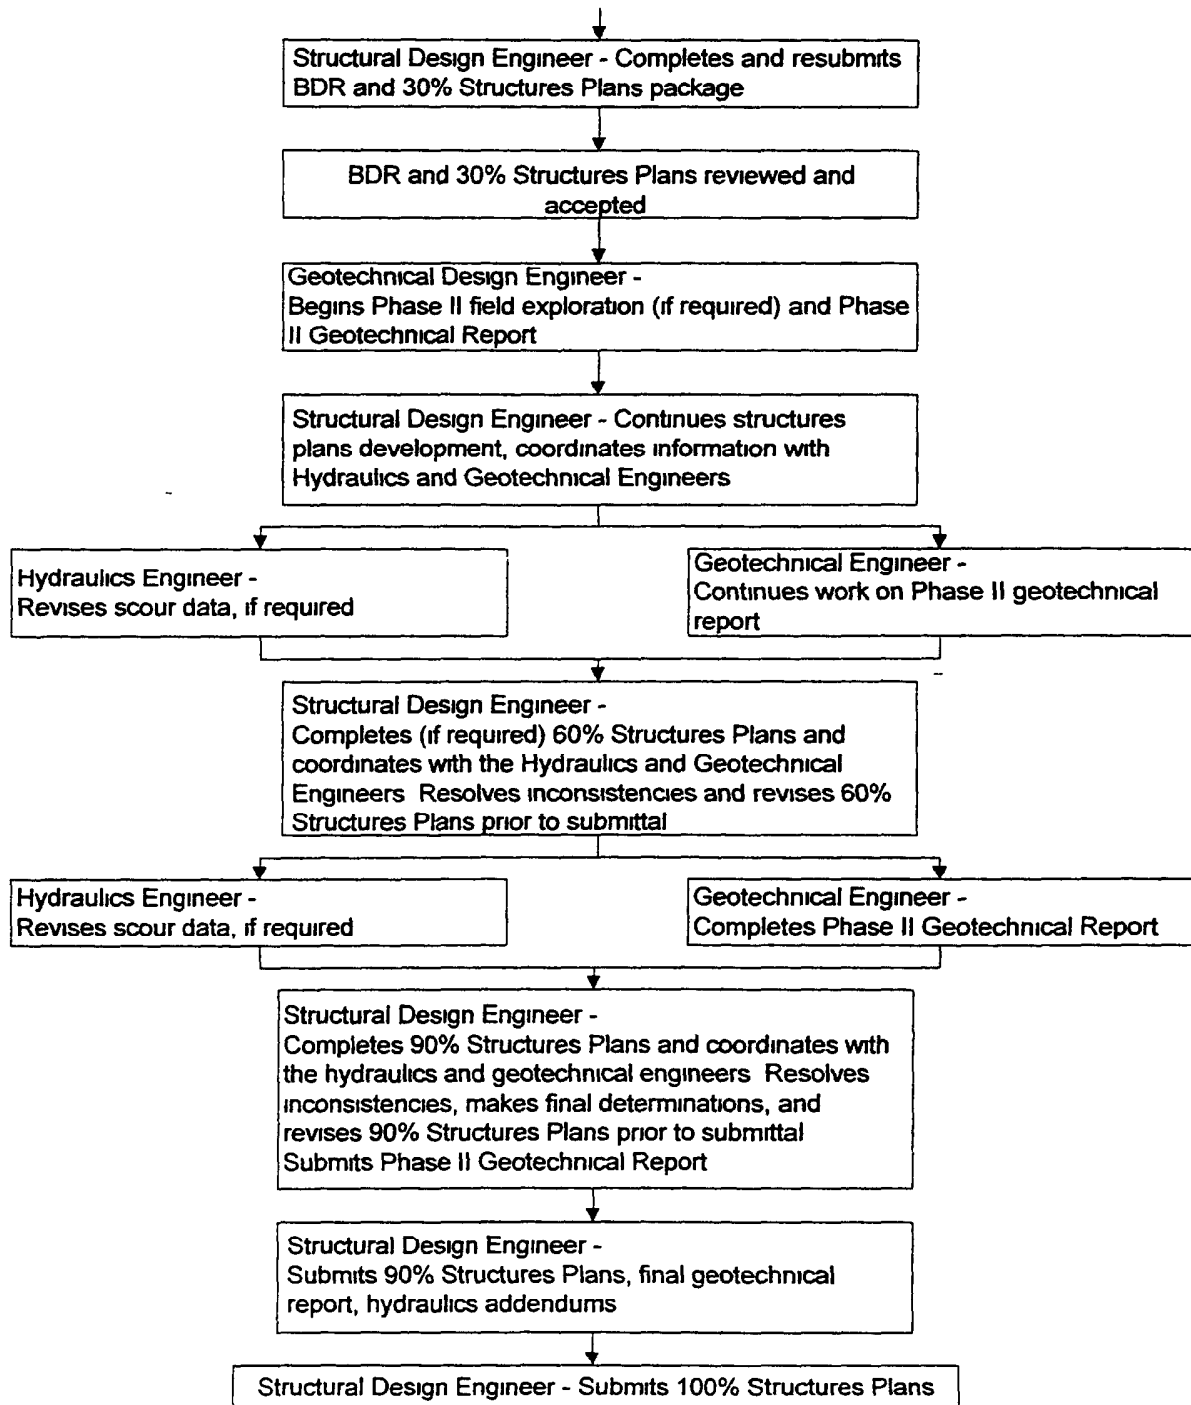 Structural Design Engineer - Completes and resubmits
BDR and 30% Structures Plans package
BDR and 30% Structures Plans reviewed and
accepted
Geotechnical Design Engineer -
Begins Phase II field exploration (if required) and Phase
II Geotechnical Report
Structural Design Engineer - Continues structures
plans development, coordinates information with
Hydraulics and Geotechnical Engineers
Hydraulics Engineer -
Revises scour data, if required
Geotechnical Engineer -
Continues work on Phase II geotechnical
report
Structural Design Engineer -
Completes (if required) 60% Structures Plans and
coordinates with the Hydraulics and Geotechnical
Engineers Resolves inconsistencies and revises 60%
Structures Plans prior to submittal
Hydraulics Engineer -
Revises scour data, if required
Geotechnical Engineer -
Completes Phase II Geotechnical Report
Structural Design Engineer -
Completes 90% Structures Plans and coordinates with
the hydraulics and geotechnical engineers Resolves
inconsistencies, makes final determinations, and
revises 90% Structures Plans prior to submittal
Submits Phase II Geotechnical Report
Structural Design Engineer -
Submits 90% Structures Plans, final geotechnical
report, hydraulics addendums
Structural Design Engineer - Submits 100% Structures Plans